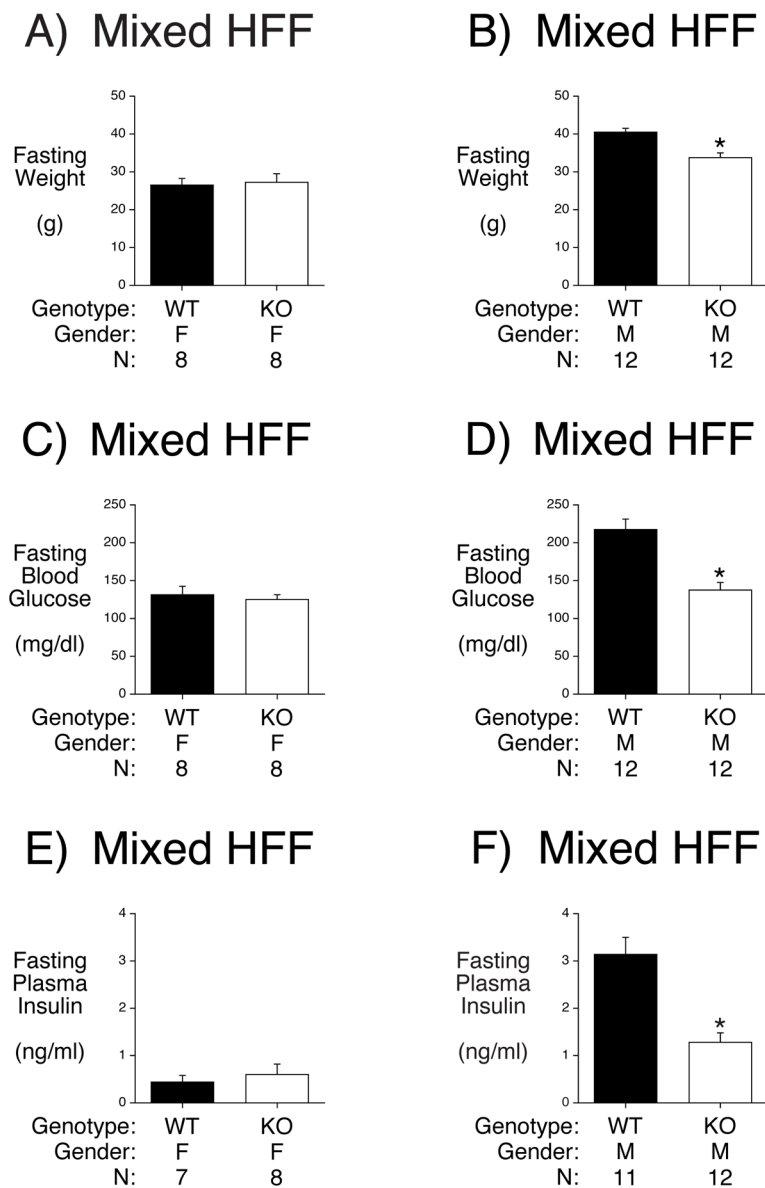 A) Mixed HFF
50
40
30
20
10
0
Fasting
Weight
(g)
Genotype: WT KO
Gender: F F
N: 8 8
B) Mixed HFF
50
40
30
20
10
0
Fasting
Weight
(g)
*
Genotype: WT KO
Gender: M M
N: 12 12
C) Mixed HFF
250
200
150
100
50
0
Fasting
Blood
Glucose
(mg/dl)
Genotype: WT KO
Gender: F F
N: 8 8
D) Mixed HFF
250
200
150
100
50
0
Fasting
Blood
Glucose
(mg/dl)
*
Genotype: WT KO
Gender: M M
N: 12 12
E) Mixed HFF
4
3
2
1
0
Fasting
Plasma
Insulin
(ng/ml)
Genotype: WT KO
Gender: F F
N: 7 8
F) Mixed HFF
4
3
2
1
0
Fasting
Plasma
Insulin
(ng/ml)
*
Genotype: WT KO
Gender: M M
N: 11 12